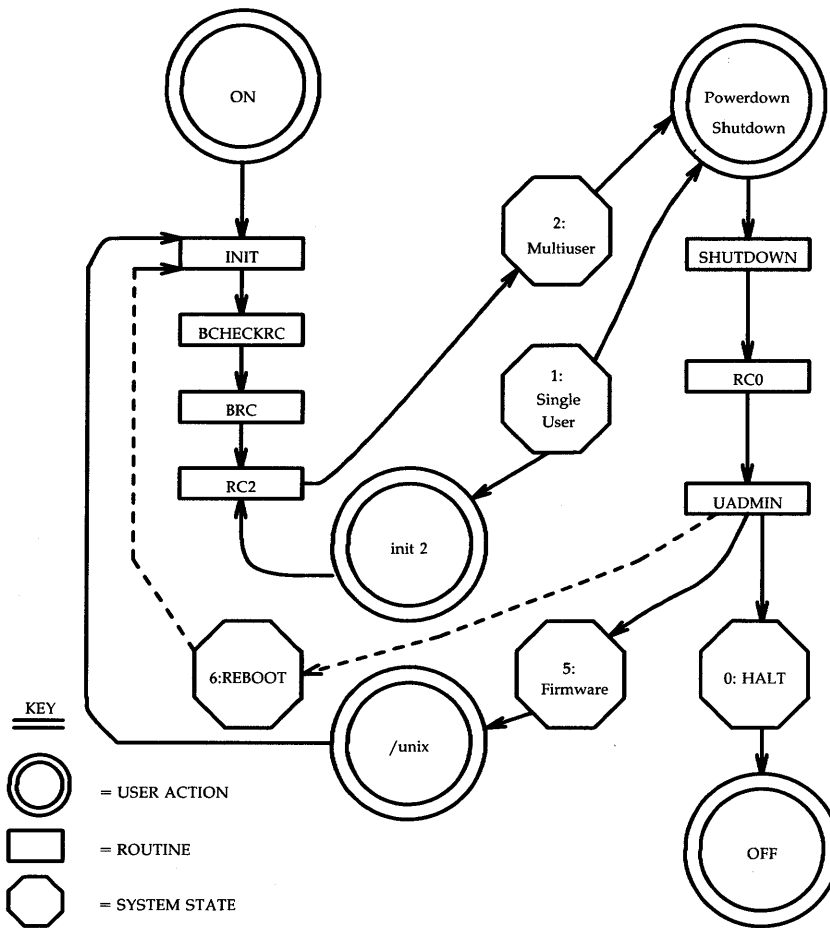 ON
Powerdown
Shutdown
2:
Multiuser
INIT
SHUTDOWN
BCHECKRC
1:
Single
User
RC0
BRC
RC2
UADMIN
init 2
6:REBOOT
5:
Firmware
0: HALT
KEY
/unix
= USER ACTION
= ROUTINE
OFF
= SYSTEM STATE